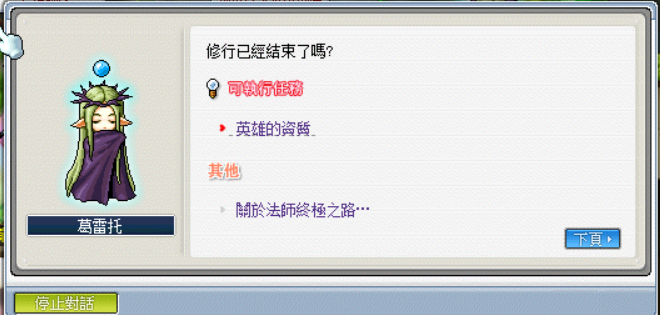 修行已經結束了嗎?
可執行任務
英雄的資質
其他
關於法師終極之路…
葛雷托
下頁
停止對話